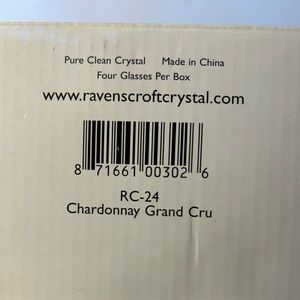 Pure Clean Crystal Made in China
Four Glasses Per Box
www.ravenscroftcrystal.com
8 71661 00302 6
RC-24
Chardonnay Grand Cru